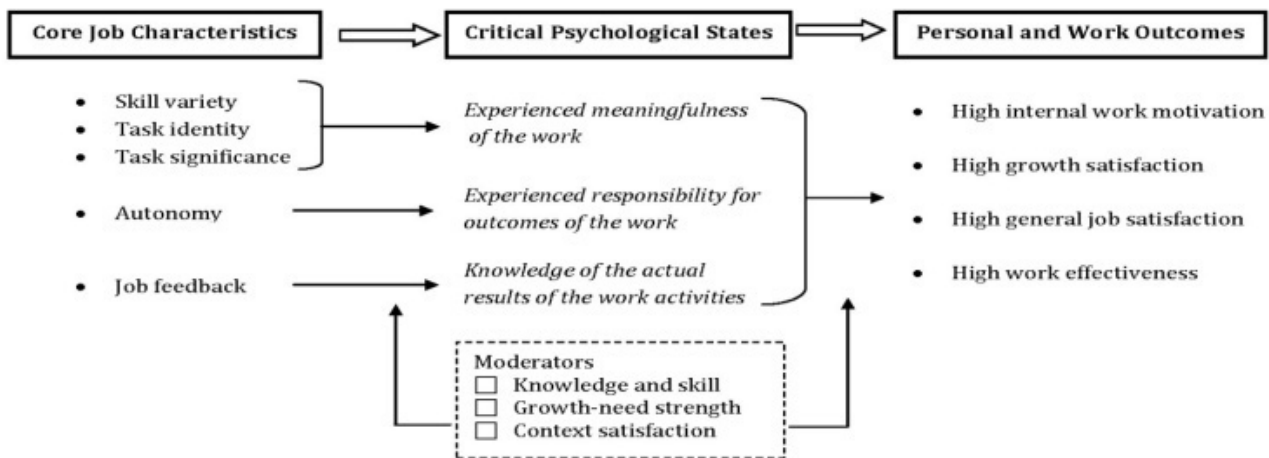 Core Job Characteristics
Critical Psychological States
Personal and Work Outcomes
• Skill variety
• Task identity
• Task significance
• Autonomy
• Job feedback
Experienced meaningfulness
of the work
Experienced responsibility for
outcomes of the work
Knowledge of the actual
results of the work activities
• High internal work motivation
• High growth satisfaction
• High general job satisfaction
• High work effectiveness
Moderators
☐ Knowledge and skill
☐ Growth-need strength
☐ Context satisfaction